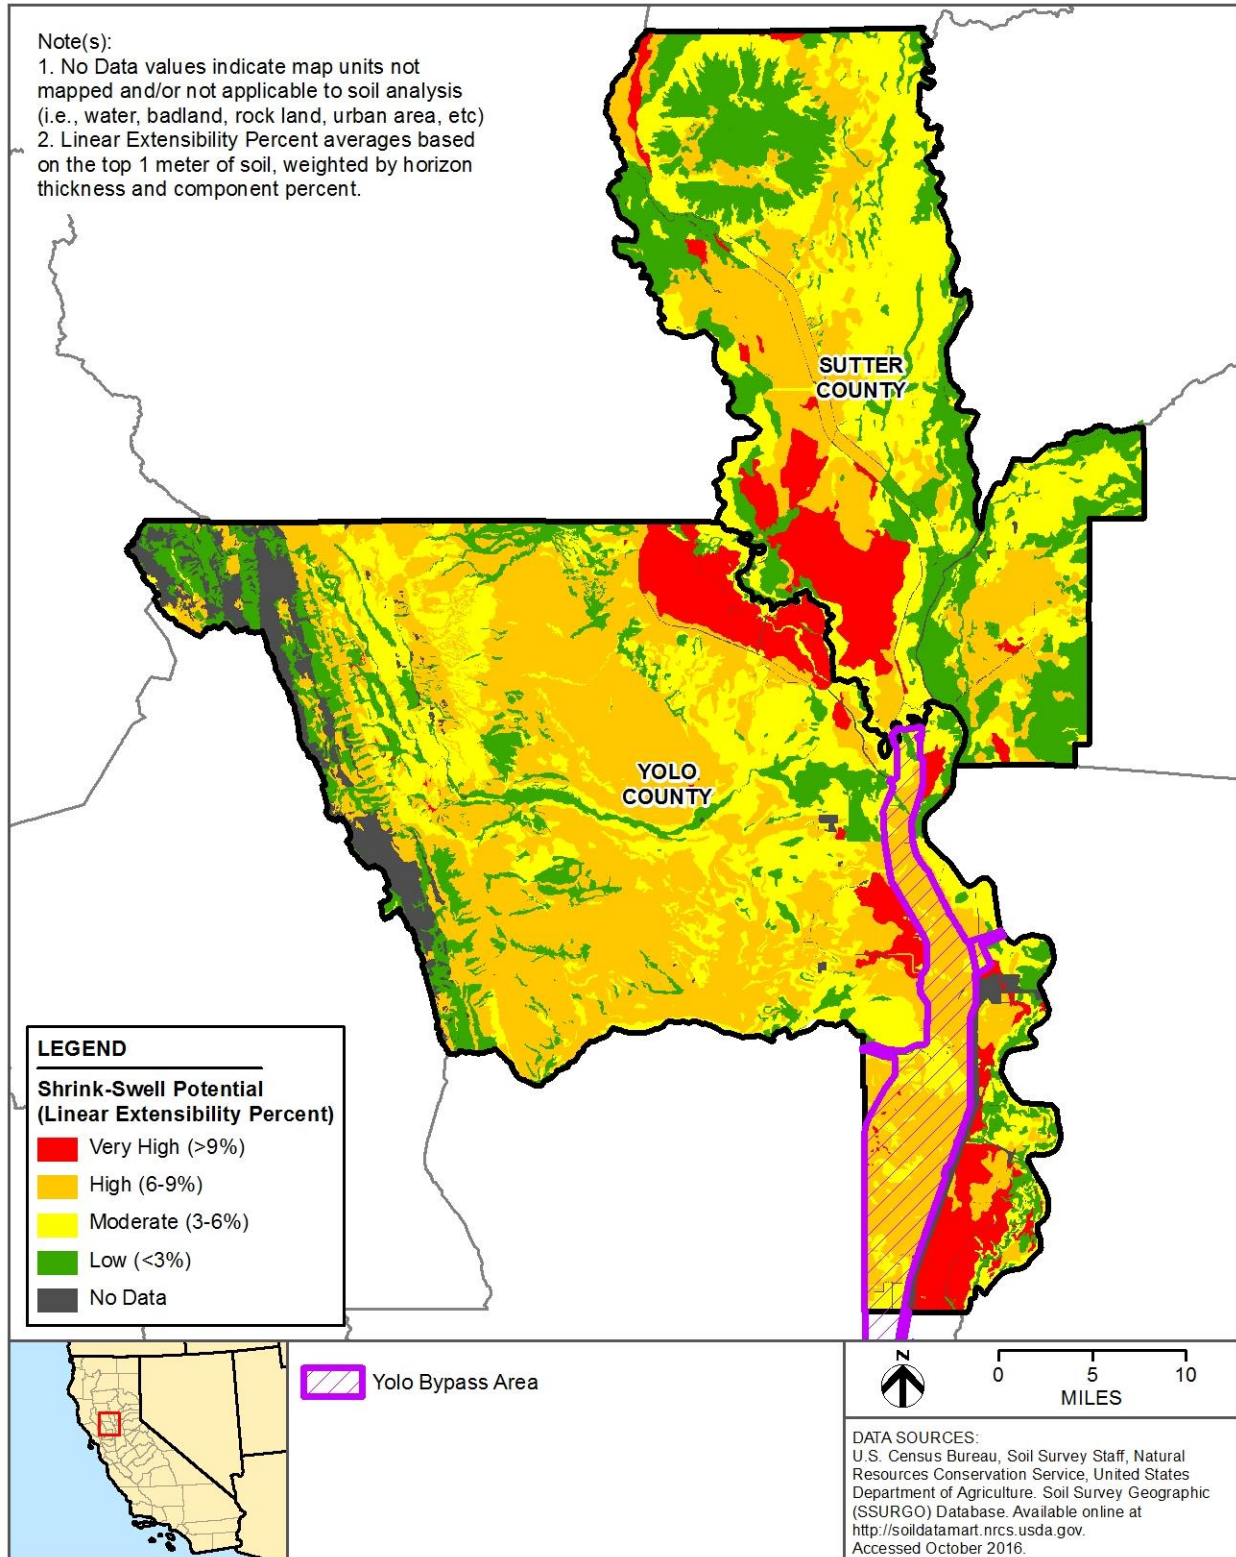 Note(s):
1. No Data values indicate map units not
mapped and/or not applicable to soil analysis
(i.e., water, badland, rock land, urban area, etc)
2. Linear Extensibility Percent averages based
on the top 1 meter of soil, weighted by horizon
thickness and component percent.
SUTTER
COUNTY
YOLO
COUNTY
LEGEND
Shrink-Swell Potential
(Linear Extensibility Percent)
Very High (>9%)
High (6-9%)
Moderate (3-6%)
Low (<3%)
No Data
Yolo Bypass Area
N
0 5 10
MILES
DATA SOURCES:
U.S. Census Bureau, Soil Survey Staff, Natural
Resources Conservation Service, United States
Department of Agriculture. Soil Survey Geographic
(SSURGO) Database. Available online at
http://soildatamart.nrcs.usda.gov.
Accessed October 2016.